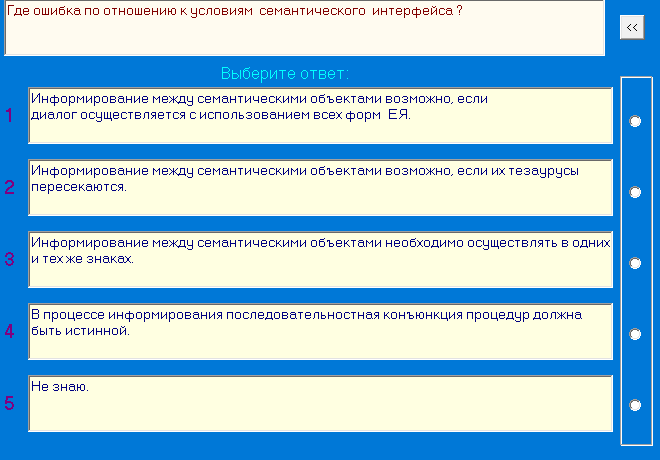 Где ошибка по отношению к условиям семантического интерфейса ?
<<
Выберите ответ:
1
Информирование между семантическими объектами возможно, если
диалог осуществляется с использованием всех форм ЕЯ.
2
Информирование между семантическими объектами возможно, если их тезаурусы
пересекаются.
3
Информирование между семантическими объектами необходимо осуществлять в одних
и тех же знаках.
4
В процессе информирования последовательностная конъюнкция процедур должна
быть истинной.
5
Не знаю.